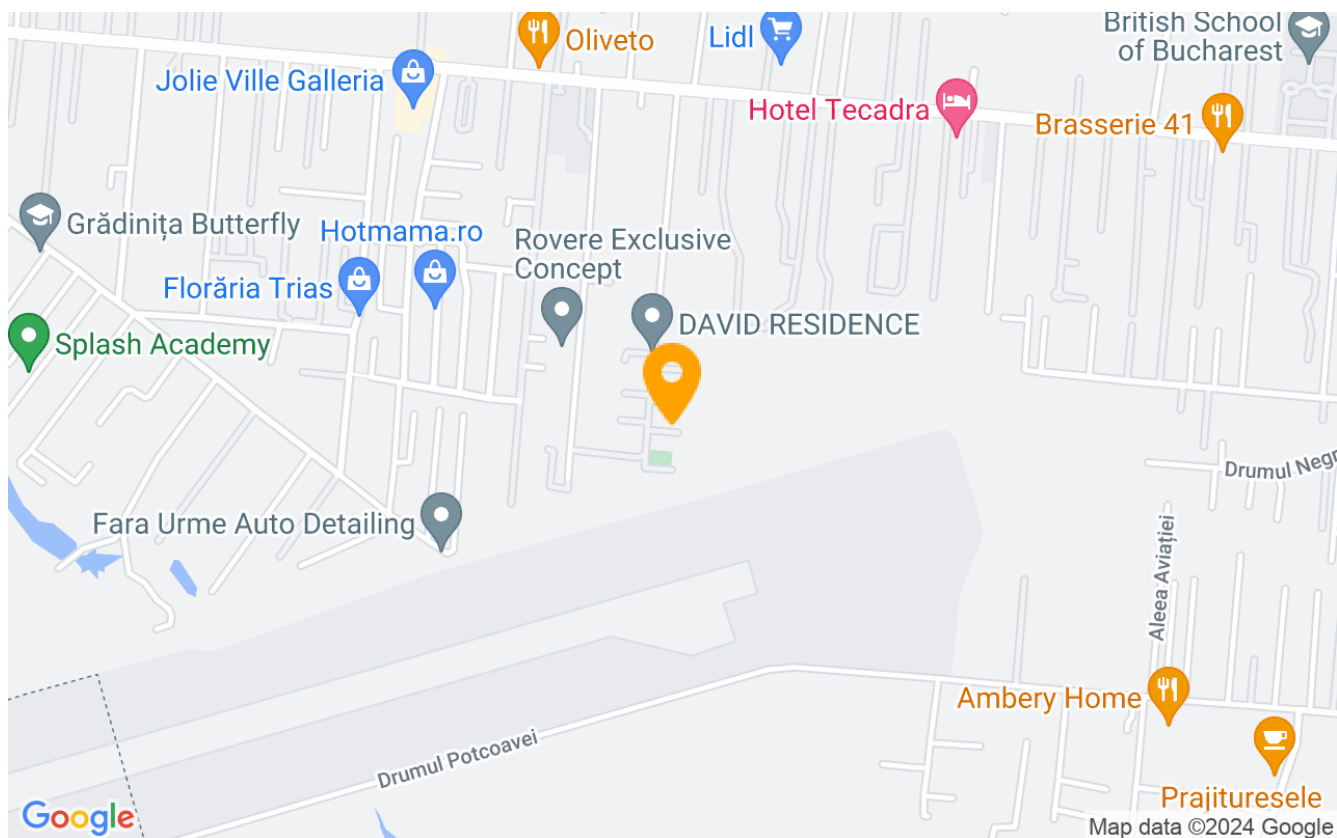 British School
of Bucharest
Oliveto
Lidl
Jolie Ville Galleria
Hotel Tecadra
Brasserie 41
Grădinița Butterfly
Hotmama.ro
Rovere Exclusive
Concept
Florăria Trias
DAVID RESIDENCE
Splash Academy
Drumul Negr
Fara Urme Auto Detailing
Aleea Aviației
Ambery Home
Drumul Potcoavei
Prajituresele
Google
Map data ©2024 Google